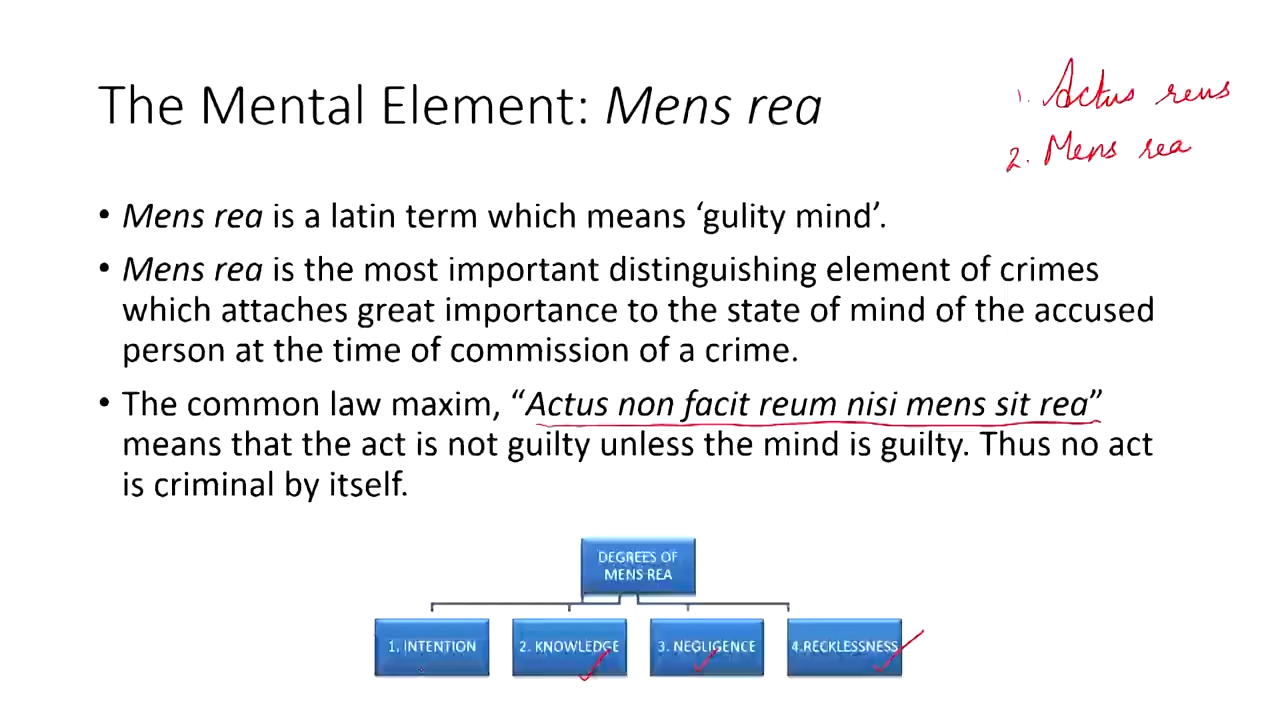 The Mental Element: Mens rea
1. Actus reus
2. Mens rea
• Mens rea is a latin term which means ‘gulity mind’.
• Mens rea is the most important distinguishing element of crimes
which attaches great importance to the state of mind of the accused
person at the time of commission of a crime.
• The common law maxim, “Actus non facit reum nisi mens sit rea”
means that the act is not guilty unless the mind is guilty. Thus no act
is criminal by itself.
DEGREES OF
MENS REA
1. INTENTION
2. KNOWLEDGE
3. NEGLIGENCE
4.RECKLESSNESS